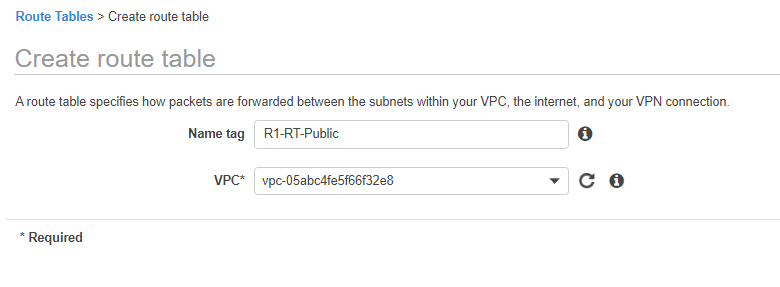 Route Tables > Create route table
Create route table
A route table specifies how packets are forwarded between the subnets within your VPC, the internet, and your VPN connection.
Name tag R1-RT-Public
VPC* vpc-05abc4fe5f66f32e8
* Required